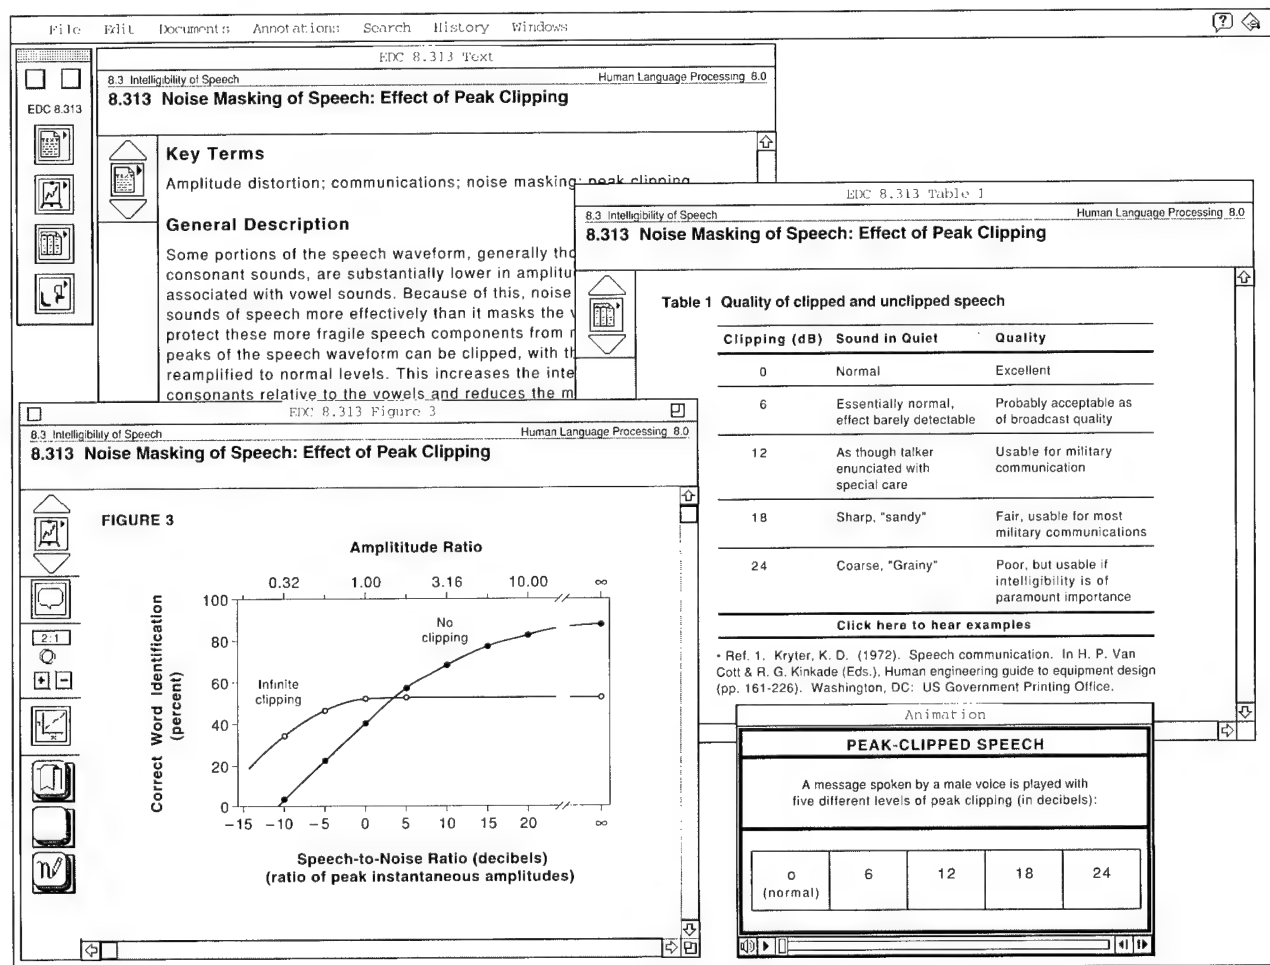 File Edit Documents Annotations Search History Windows
EDC 8.313
TEXT
EDC 8.313 Text
8.3 Intelligibility of Speech Human Language Processing 8.0
8.313 Noise Masking of Speech: Effect of Peak Clipping
TEXT
Key Terms
Amplitude distortion; communications; noise masking; peak clipping
General Description
Some portions of the speech waveform, generally tho
consonant sounds, are substantially lower in amplitu
associated with vowel sounds. Because of this, noise
sounds of speech more effectively than it masks the v
protect these more fragile speech components from n
peaks of the speech waveform can be clipped, with th
reamplified to normal levels. This increases the inte
consonants relative to the vowels and reduces the m
EDC 8.313 Table 1
8.3 Intelligibility of Speech Human Language Processing 8.0
8.313 Noise Masking of Speech: Effect of Peak Clipping
Table 1 Quality of clipped and unclipped speech
Clipping (dB) Sound in Quiet Quality
0 Normal Excellent
6 Essentially normal, Probably acceptable as
effect barely detectable of broadcast quality
12 As though talker Usable for military
enunciated with communication
special care
18 Sharp, "sandy" Fair, usable for most
military communications
24 Coarse, "Grainy" Poor, but usable if
intelligibility is of
paramount importance
Click here to hear examples
• Ref. 1. Kryter, K. D. (1972). Speech communication. In H. P. Van
Cott & R. G. Kinkade (Eds.), Human engineering guide to equipment design
(pp. 161-226). Washington, DC: US Government Printing Office.
EDC 8.313 Figure 3
8.3 Intelligibility of Speech Human Language Processing 8.0
8.313 Noise Masking of Speech: Effect of Peak Clipping
2:1
FIGURE 3
Amplititude Ratio
0.32 1.00 3.16 10.00 ∞
Correct Word Identification
(percent)
100
80
60
40
20
0
No
clipping
Infinite
clipping
−15 −10 −5 0 5 10 15 20 ∞
Speech-to-Noise Ratio (decibels)
(ratio of peak instantaneous amplitudes)
Animation
PEAK-CLIPPED SPEECH
A message spoken by a male voice is played with
five different levels of peak clipping (in decibels):
o 6 12 18 24
(normal)